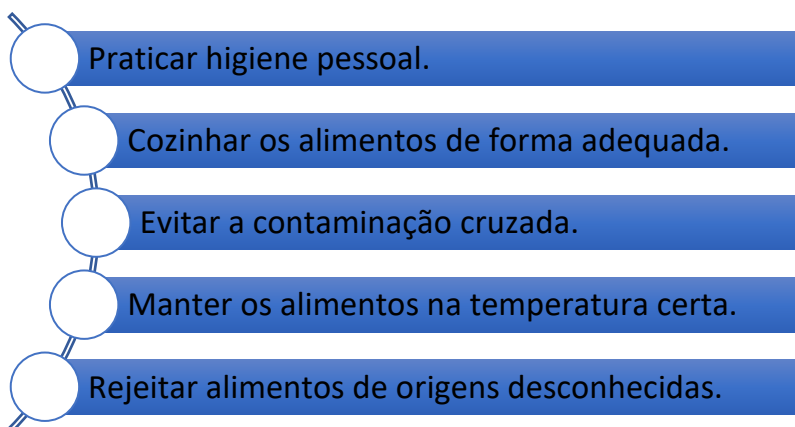 Praticar higiene pessoal.
Cozinhar os alimentos de forma adequada.
Evitar a contaminação cruzada.
Manter os alimentos na temperatura certa.
Rejeitar alimentos de origens desconhecidas.